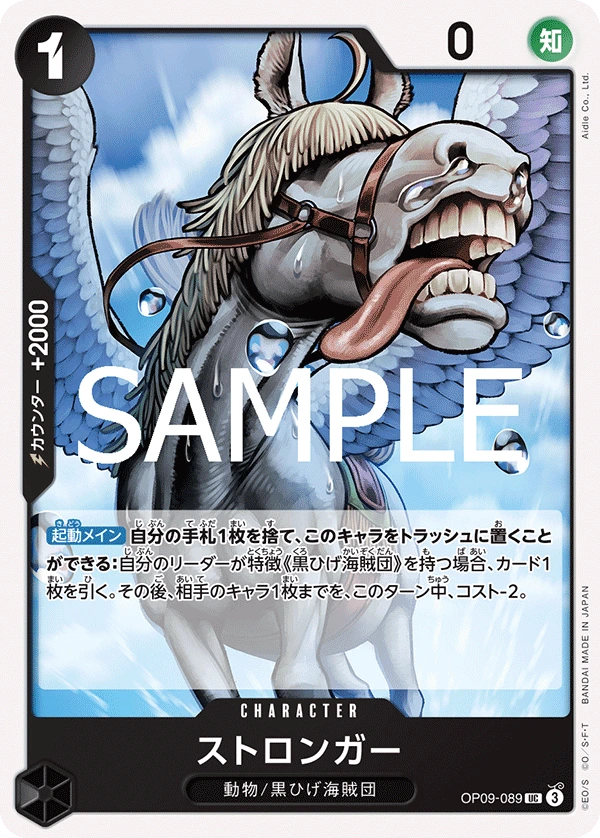 1
0
知
Aidle Co., Ltd.
カウンター +2000
SAMPLE
起動メイン 自分の手札1枚を捨て、このキャラをトラッシュに置くこと
ができる:自分のリーダーが特徴《黒ひげ海賊団》を持つ場合、カード1
枚を引く。その後、相手のキャラ1枚までを、このターン中、コスト-2。
CHARACTER
ストロンガー
動物/黒ひげ海賊団
OP09-089 UC 3
©E.O/S ©O/S・F・T BANDAI MADE IN JAPAN